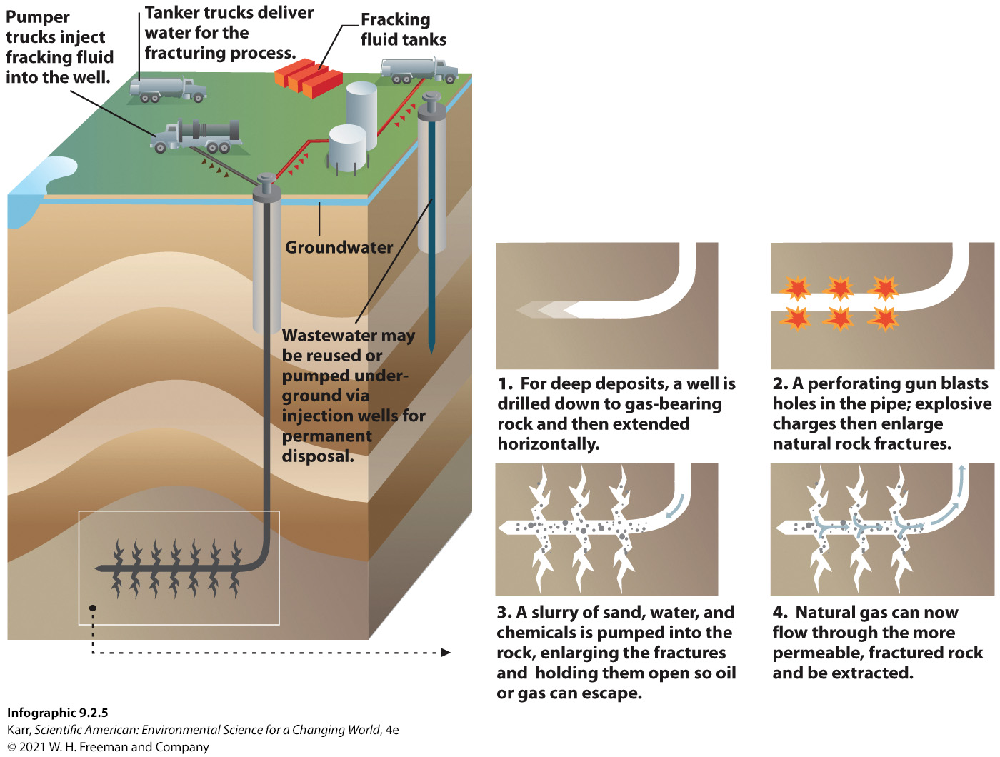 Pumper
trucks inject
fracking fluid
into the well.
Tanker trucks deliver
water for the
fracturing process.
Fracking
fluid tanks
Groundwater
Wastewater may
be reused or
pumped under-
ground via
injection wells for
permanent
disposal.
1. For deep deposits, a well is
drilled down to gas-bearing
rock and then extended
horizontally.
2. A perforating gun blasts
holes in the pipe; explosive
charges then enlarge
natural rock fractures.
3. A slurry of sand, water, and
chemicals is pumped into the
rock, enlarging the fractures
and holding them open so oil
or gas can escape.
4. Natural gas can now
flow through the more
permeable, fractured rock
and be extracted.
Infographic 9.2.5
Karr, Scientific American: Environmental Science for a Changing World, 4e
© 2021 W. H. Freeman and Company